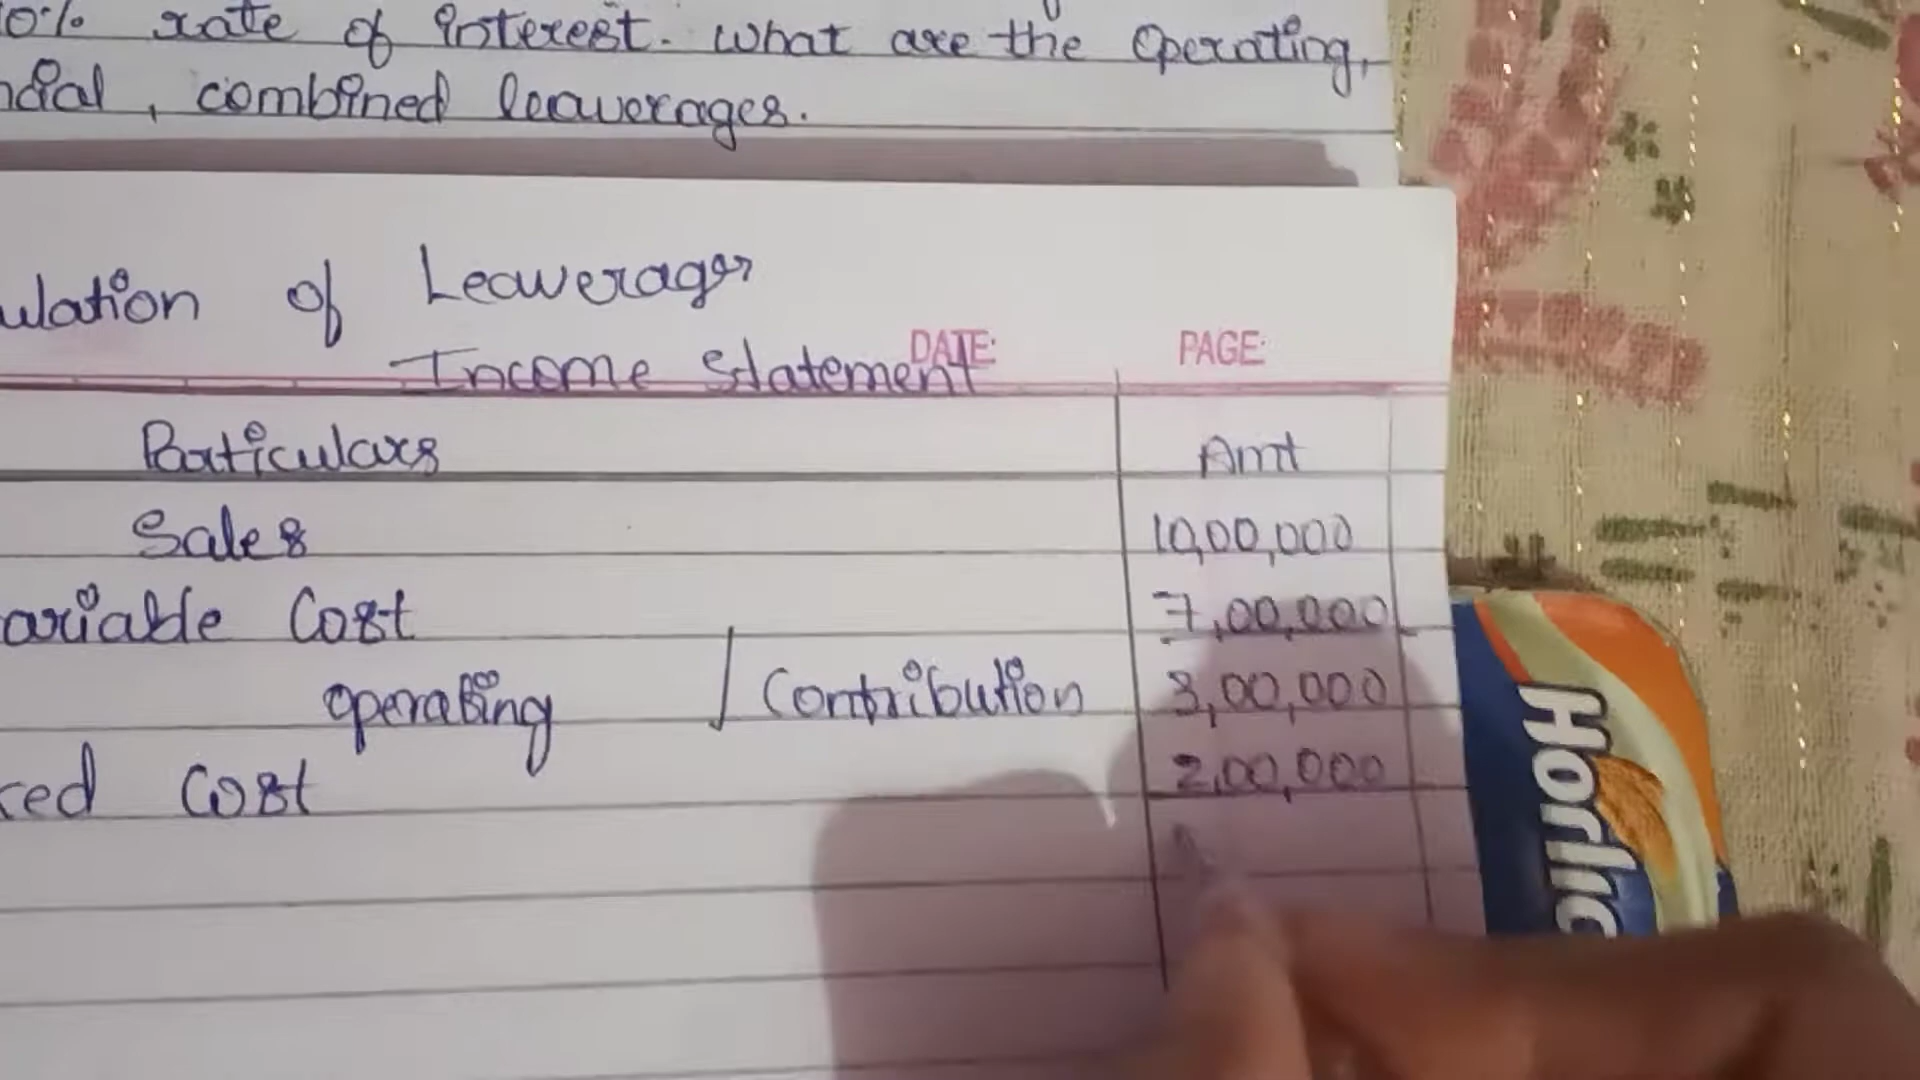 0% rate of interest. What are the operating,
ncial, combined leaverages.
ulation of Leaverages
DATE: PAGE:
Income Statement
Particulars Amt
Sales 10,00,000
ariable Cost 7,00,000
operating / Contribution 3,00,000
xed Cost 2,00,000
Horlic